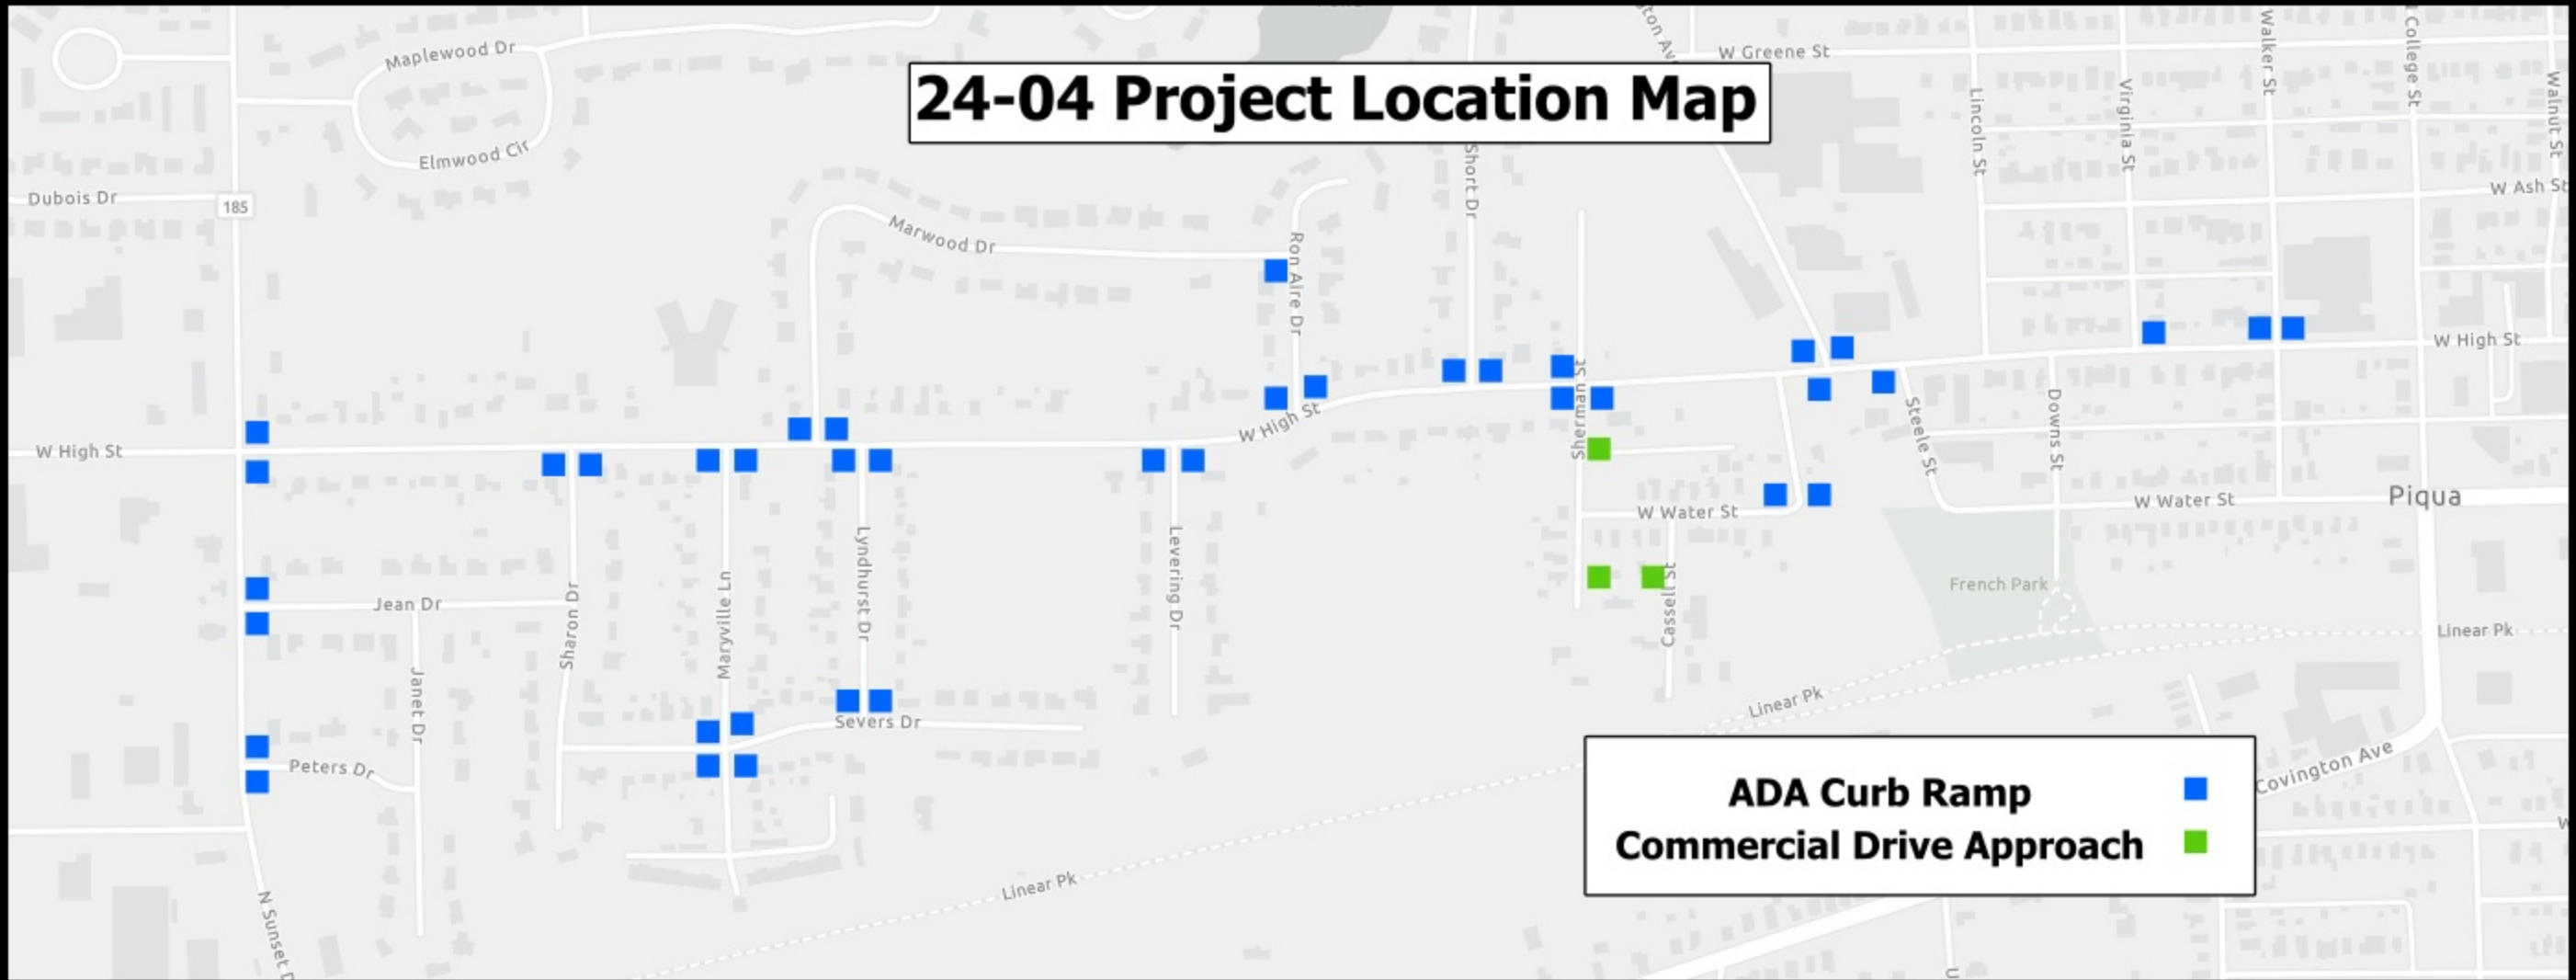 24-04 Project Location Map
Maplewood Dr
Elmwood Cir
Dubois Dr
185
W Greene St
Walker St
College St
Walnut St
Lincoln St
Virginia St
W Ash St
Short Dr
Marwood Dr
Ron Aire Dr
W High St
W High St
W High St
Sherman St
Steele St
Downs St
W Water St
W Water St
Piqua
Jean Dr
Sharon Dr
Maryville Ln
Lyndhurst Dr
Levering Dr
Cassell St
French Park
Linear Pk
Linear Pk
Linear Pk
Janet Dr
Peters Dr
Severs Dr
Covington Ave
N Sunset D
ADA Curb Ramp
Commercial Drive Approach